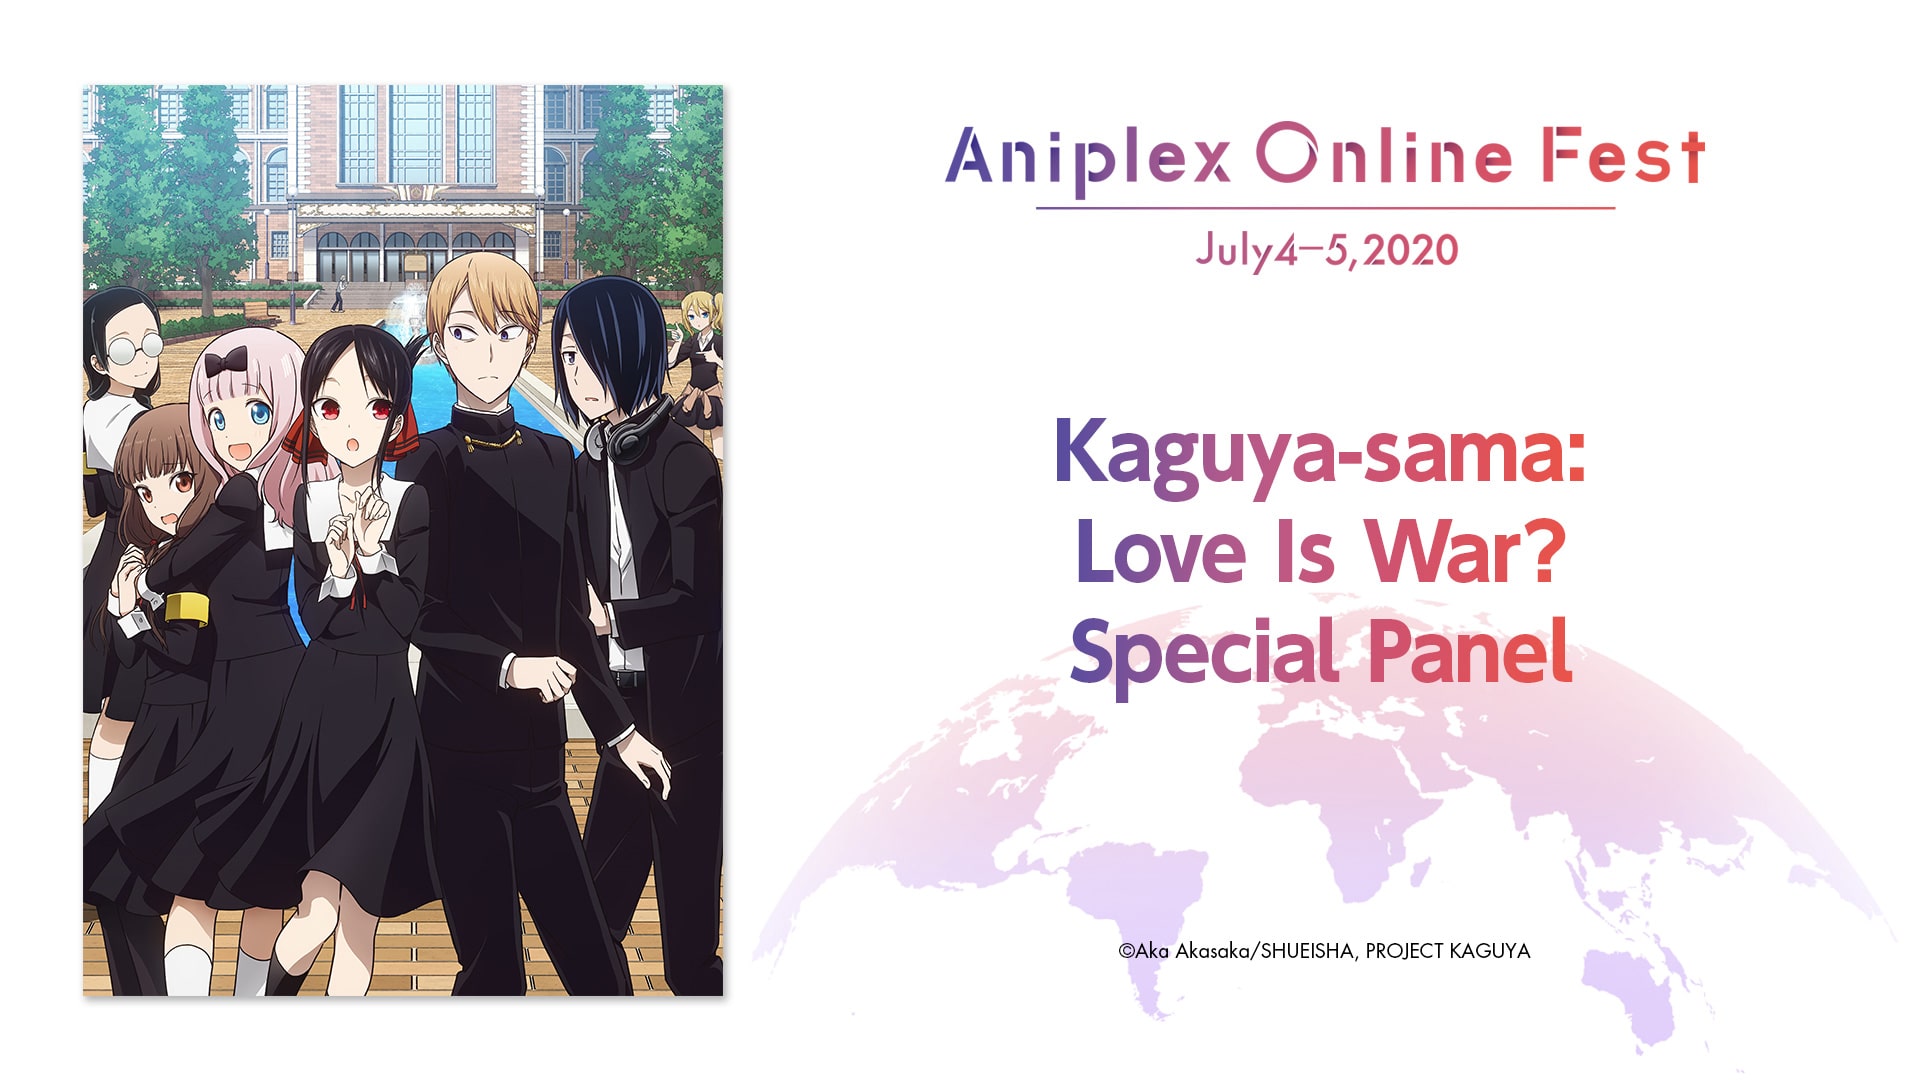 Aniplex Online Fest
July4–5,2020
Kaguya-sama:
Love Is War?
Special Panel
©Aka Akasaka/SHUEISHA, PROJECT KAGUYA